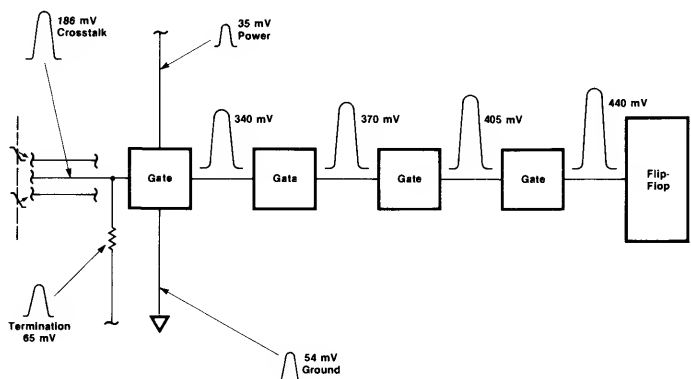 186 mV
Crosstalk
35 mV
Power
340 mV
370 mV
405 mV
440 mV
Gate
Gata
Gate
Gate
Flip-
Flop
Termination
65 mV
54 mV
Ground